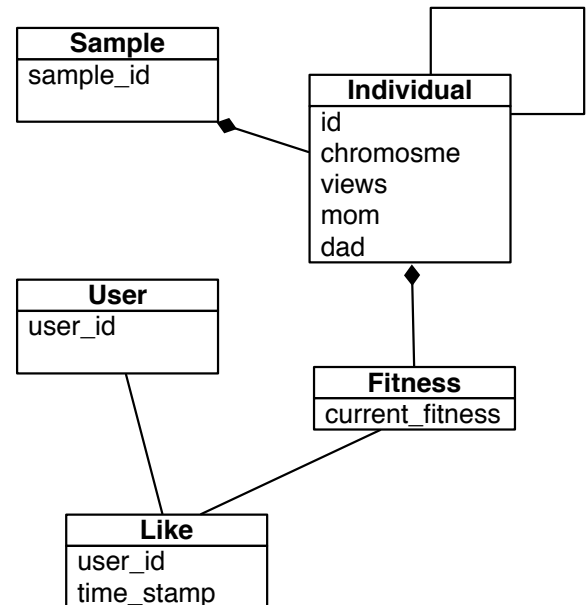 Sample
sample_id
Individual
id
chromosme
views
mom
dad
User
user_id
Fitness
current_fitness
Like
user_id
time_stamp